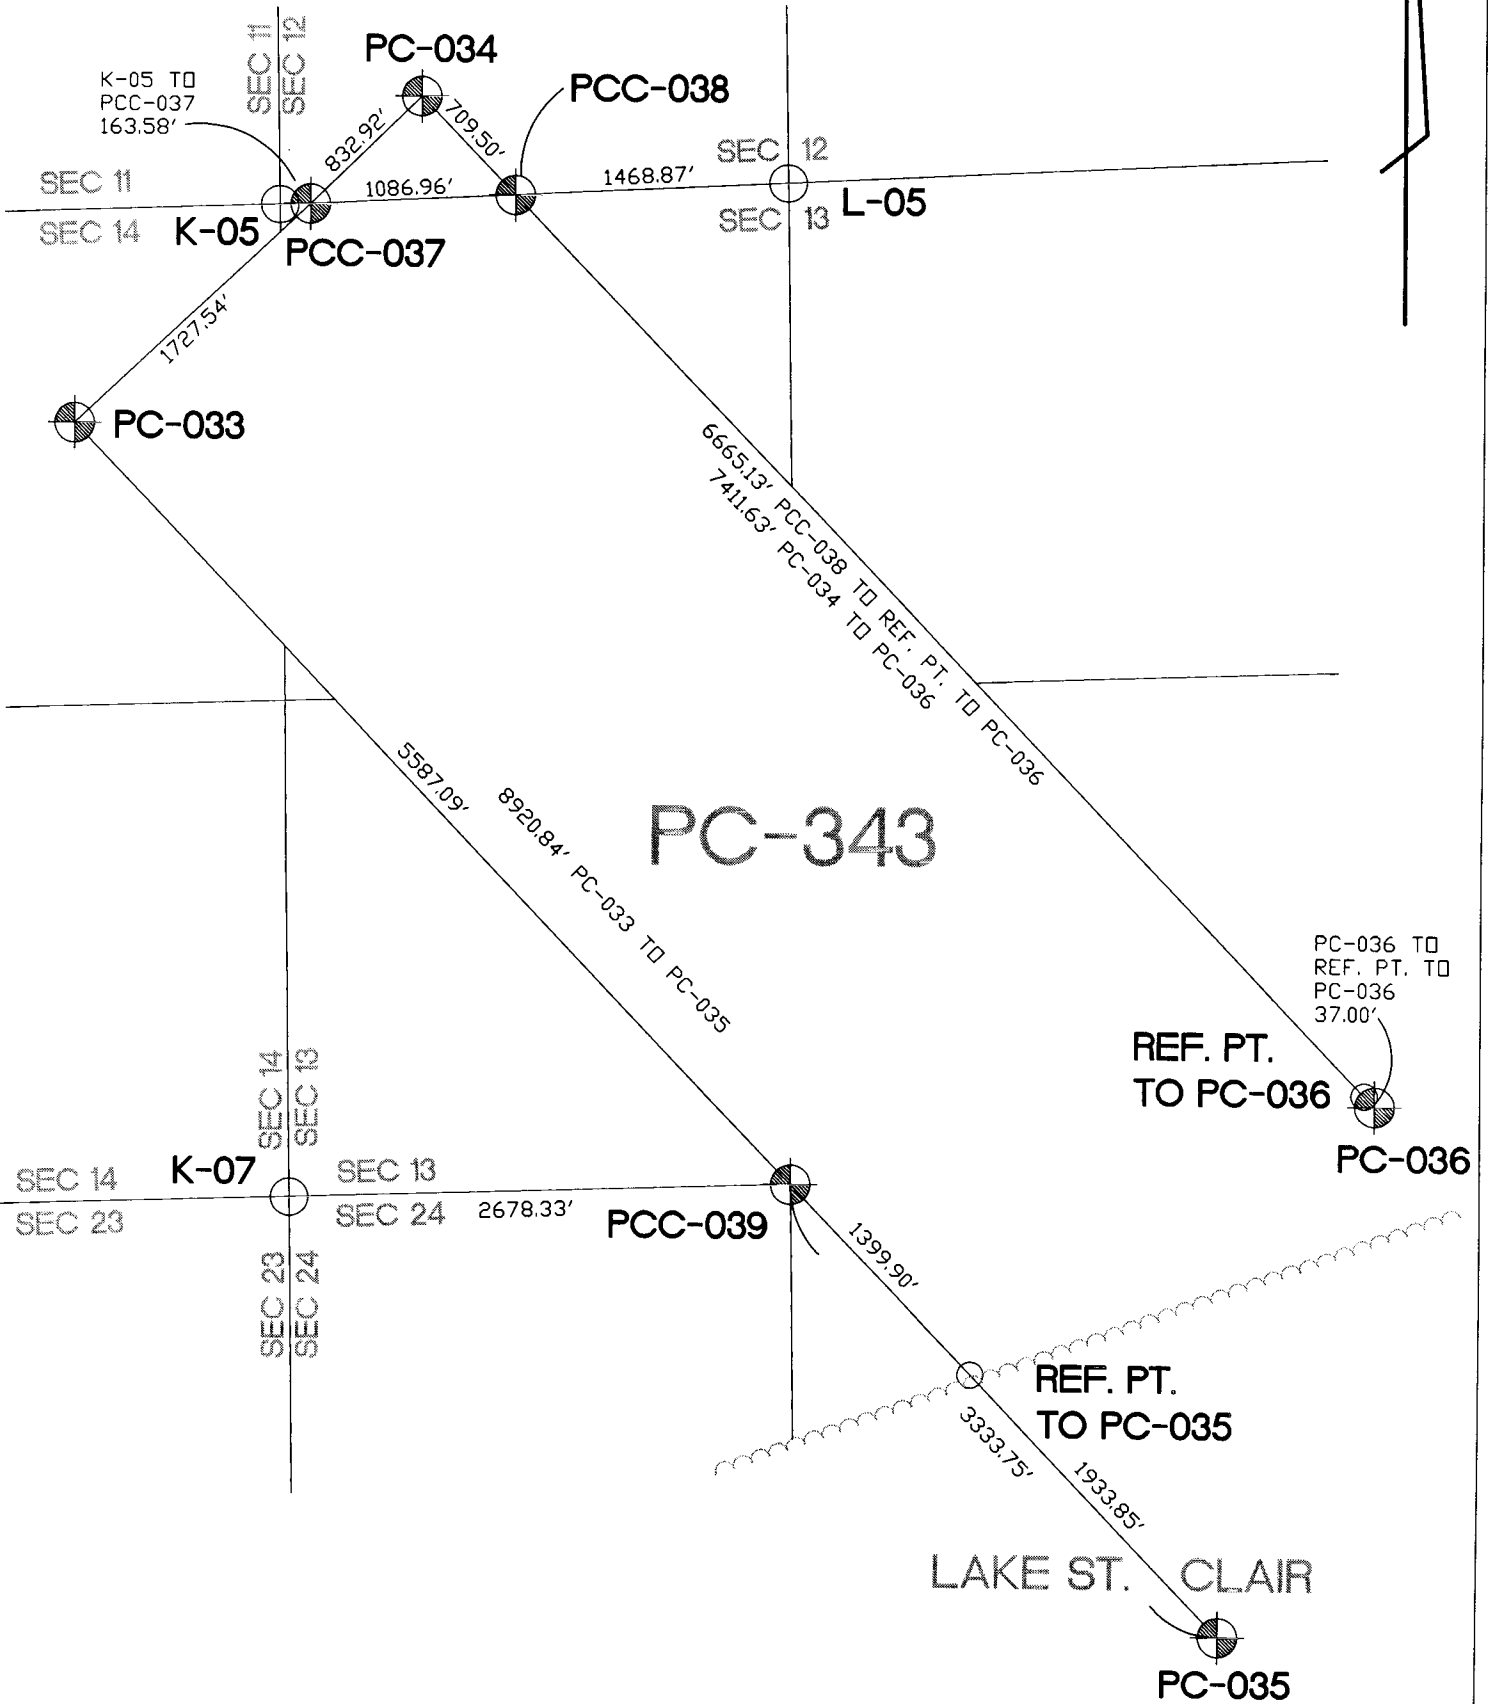 SEC 11
SEC 12
PC-034
K-05 TO
PCC-037
163.58'
PCC-038
832.92'
709.50'
SEC 12
SEC 11
1086.96'
1468.87'
L-05
SEC 14
K-05
SEC 13
PCC-037
1727.54'
PC-033
6665.13' PCC-038 TO REF. PT. TO PC-036
7411.63' PC-034 TO PC-036
5587.09'
8920.84' PC-033 TO PC-035
PC-343
PC-036 TO
REF. PT. TO
PC-036
37.00'
REF. PT.
TO PC-036
SEC 14
SEC 13
PC-036
K-07
SEC 13
SEC 14
SEC 23
SEC 24
2678.33'
PCC-039
SEC 23
SEC 24
1399.90'
REF. PT.
TO PC-035
3333.75'
1933.85'
LAKE ST. CLAIR
PC-035